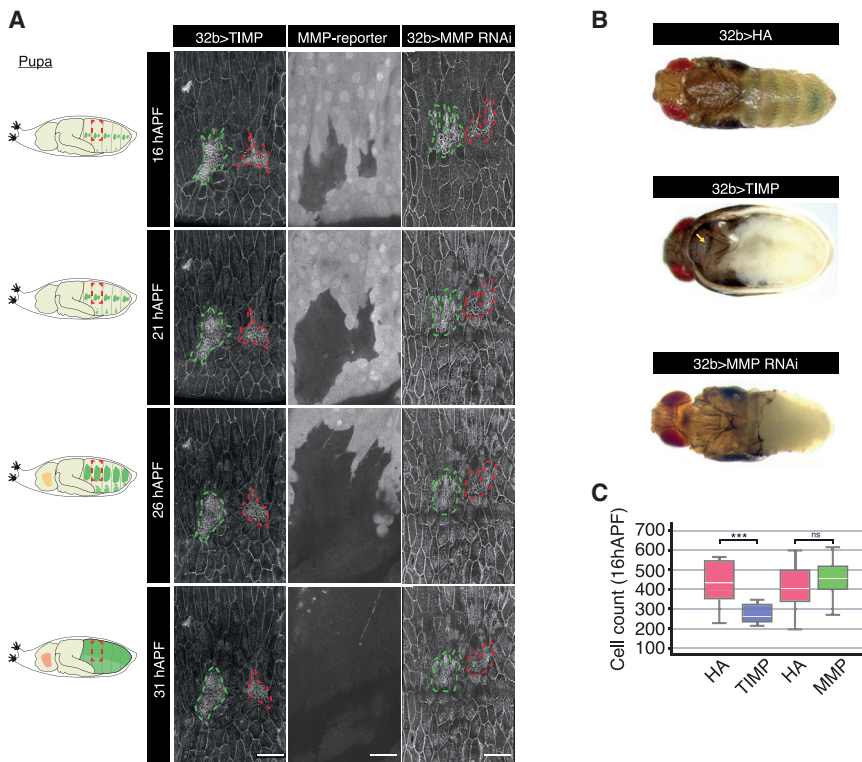 A
32b>TIMP
MMP-reporter
32b>MMP RNAi
Pupa
16 hAPF
21 hAPF
26 hAPF
31 hAPF
B
32b>HA
32b>TIMP
32b>MMP RNAi
C
Cell count (16hAPF)
700
600
500
400
300
200
100
***
ns
HA
TIMP
HA
MMP